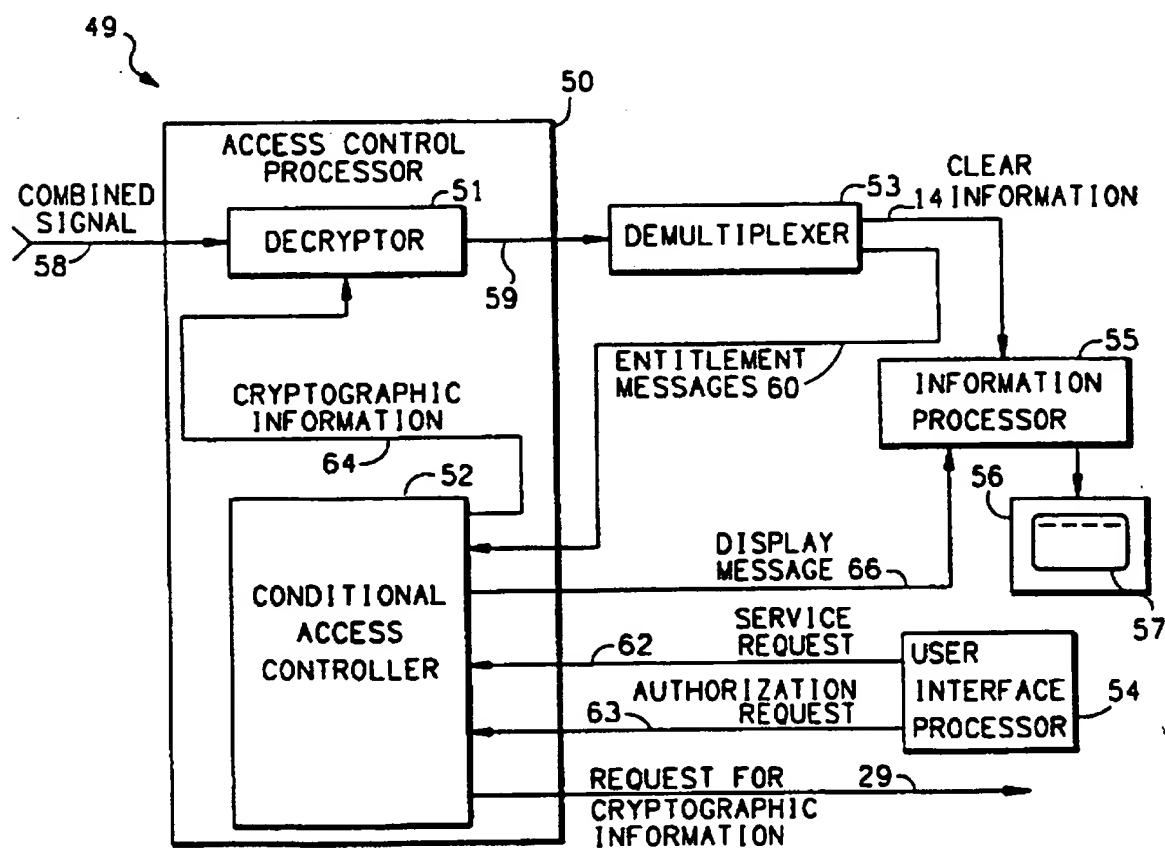 49
50
ACCESS CONTROL
PROCESSOR
COMBINED
SIGNAL
58
51
DECRYPTOR
59
53
DEMULTIPLEXER
CLEAR
14 INFORMATION
ENTITLEMENT
MESSAGES 60
55
INFORMATION
PROCESSOR
CRYPTOGRAPHIC
INFORMATION
64
52
CONDITIONAL
ACCESS
CONTROLLER
56
57
DISPLAY
MESSAGE 66
SERVICE
REQUEST
62
AUTHORIZATION
REQUEST
63
USER
INTERFACE
PROCESSOR
54
REQUEST FOR
CRYPTOGRAPHIC
INFORMATION
29